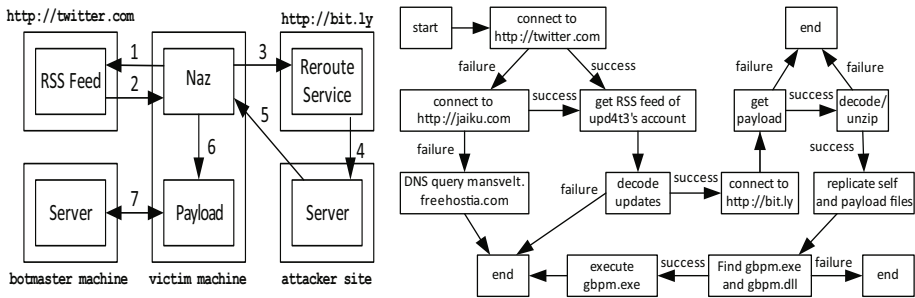 http://twitter.com
http://bit.ly
RSS Feed
1
2
Naz
3
Reroute
Service
5
4
6
Server
7
Payload
Server
botmaster machine
victim machine
attacker site
start
connect to
http://twitter.com
end
failure
success
failure
failure
connect to
http://jaiku.com
success
get RSS feed of
upd4t3's account
get
payload
success
decode/
unzip
failure
success
DNS query mansvelt.
freehostia.com
failure
decode
updates
success
connect to
http://bit.ly
replicate self
and payload files
end
execute
gbpm.exe
success
Find gbpm.exe
and gbpm.dll
failure
end